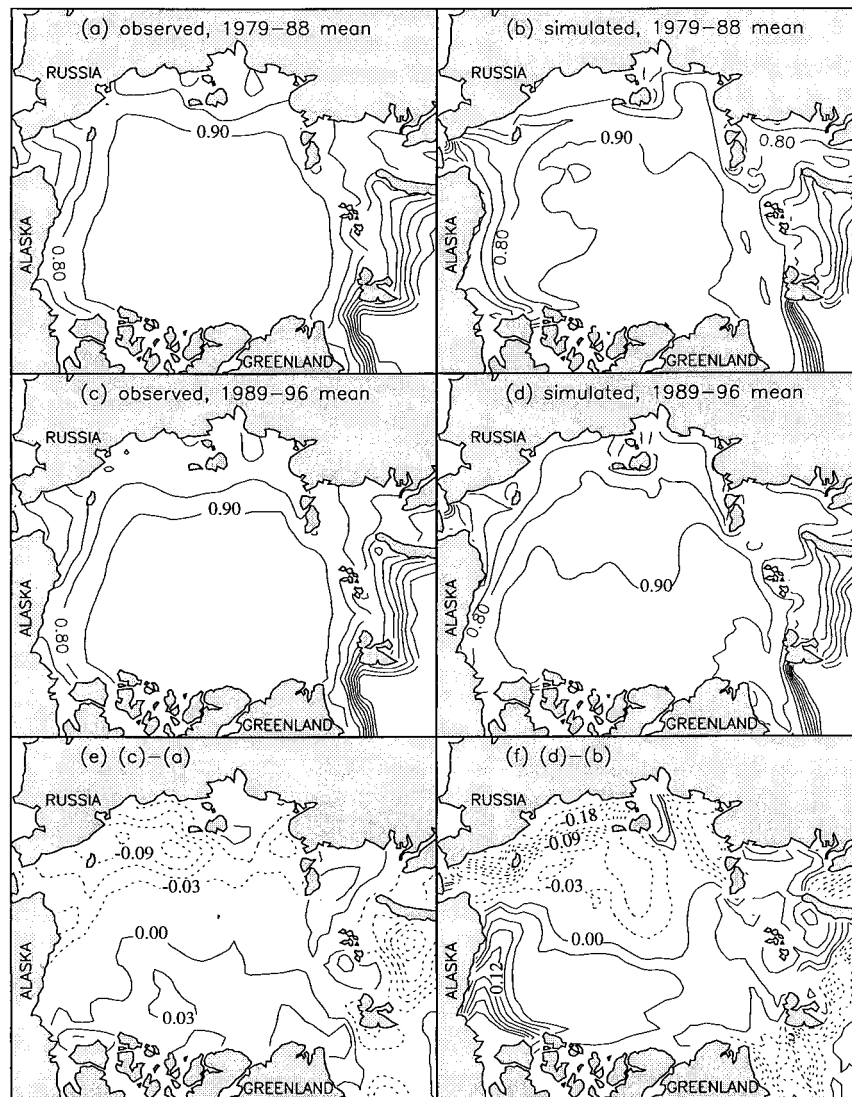 (a) observed, 1979-88 mean
RUSSIA
0.90
ALASKA
0.80
GREENLAND
(b) simulated, 1979-88 mean
RUSSIA
0.90
0.80
ALASKA
0.80
GREENLAND
(c) observed, 1989-96 mean
RUSSIA
0.90
ALASKA
0.80
GREENLAND
(d) simulated, 1989-96 mean
RUSSIA
0.90
ALASKA
0.80
GREENLAND
(e) (c)-(a)
RUSSIA
-0.09
-0.03
0.00
ALASKA
0.03
GREENLAND
(f) (d)-(b)
RUSSIA
-0.18
-0.09
-0.03
0.00
ALASKA
0.12
GREENLAND